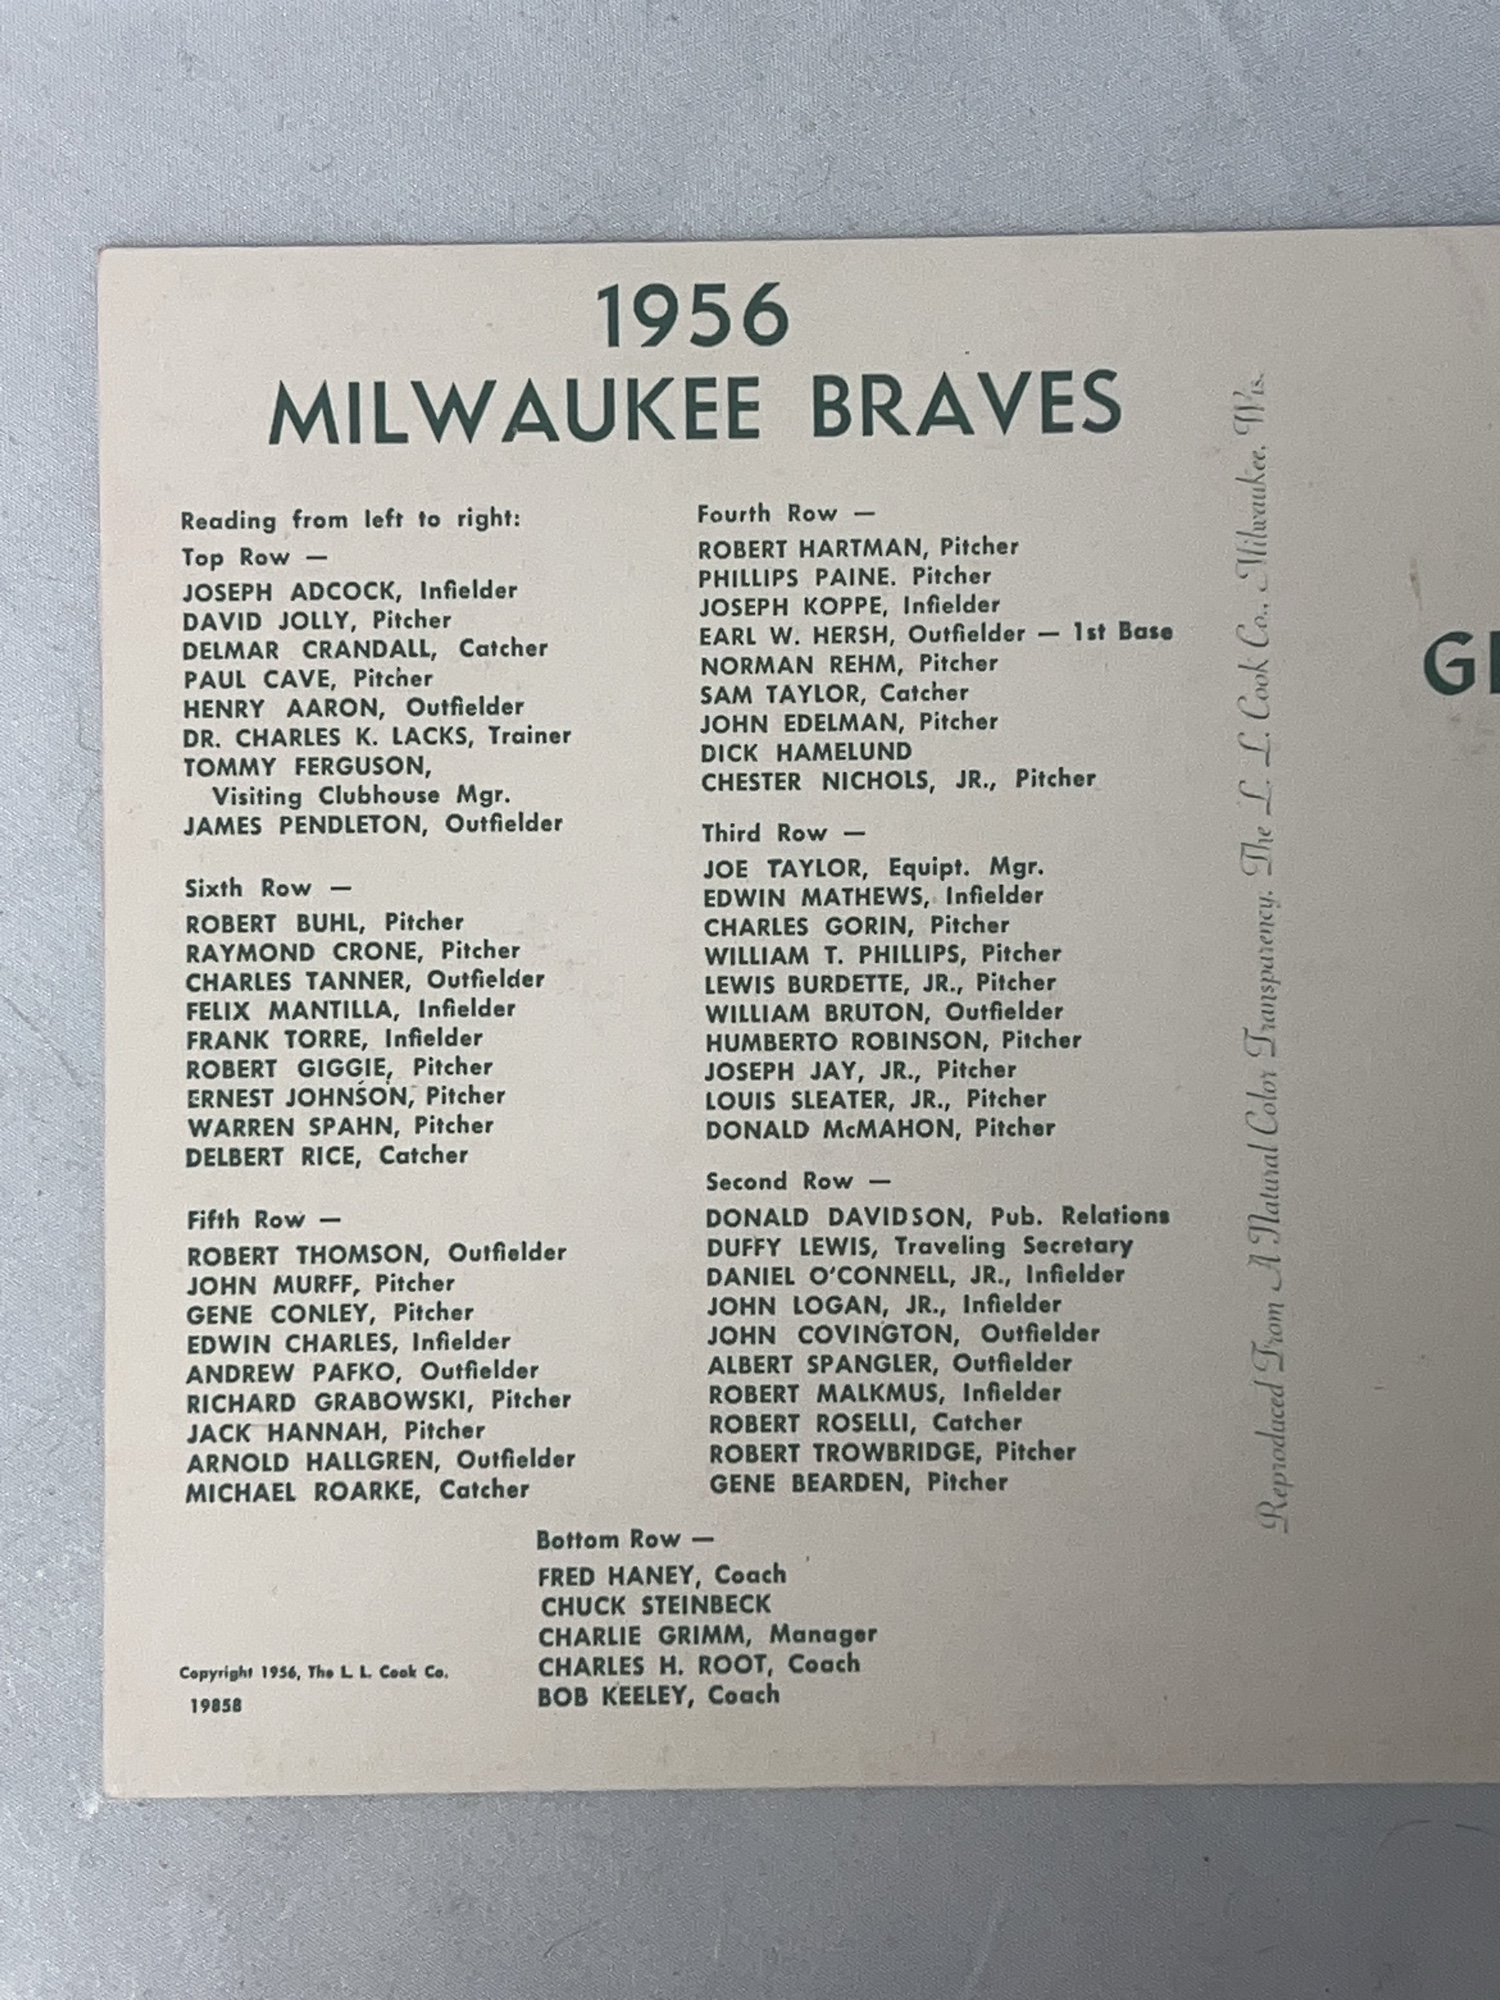 1956
MILWAUKEE BRAVES
Reading from left to right:
Top Row —
JOSEPH ADCOCK, Infielder
DAVID JOLLY, Pitcher
DELMAR CRANDALL, Catcher
PAUL CAVE, Pitcher
HENRY AARON, Outfielder
DR. CHARLES K. LACKS, Trainer
TOMMY FERGUSON,
Visiting Clubhouse Mgr.
JAMES PENDLETON, Outfielder
Sixth Row —
ROBERT BUHL, Pitcher
RAYMOND CRONE, Pitcher
CHARLES TANNER, Outfielder
FELIX MANTILLA, Infielder
FRANK TORRE, Infielder
ROBERT GIGGIE, Pitcher
ERNEST JOHNSON, Pitcher
WARREN SPAHN, Pitcher
DELBERT RICE, Catcher
Fifth Row —
ROBERT THOMSON, Outfielder
JOHN MURFF, Pitcher
GENE CONLEY, Pitcher
EDWIN CHARLES, Infielder
ANDREW PAFKO, Outfielder
RICHARD GRABOWSKI, Pitcher
JACK HANNAH, Pitcher
ARNOLD HALLGREN, Outfielder
MICHAEL ROARKE, Catcher
Fourth Row —
ROBERT HARTMAN, Pitcher
PHILLIPS PAINE. Pitcher
JOSEPH KOPPE, Infielder
EARL W. HERSH, Outfielder — 1st Base
NORMAN REHM, Pitcher
SAM TAYLOR, Catcher
JOHN EDELMAN, Pitcher
DICK HAMELUND
CHESTER NICHOLS, JR., Pitcher
Third Row —
JOE TAYLOR, Equipt. Mgr.
EDWIN MATHEWS, Infielder
CHARLES GORIN, Pitcher
WILLIAM T. PHILLIPS, Pitcher
LEWIS BURDETTE, JR., Pitcher
WILLIAM BRUTON, Outfielder
HUMBERTO ROBINSON, Pitcher
JOSEPH JAY, JR., Pitcher
LOUIS SLEATER, JR., Pitcher
DONALD McMAHON, Pitcher
Second Row —
DONALD DAVIDSON, Pub. Relations
DUFFY LEWIS, Traveling Secretary
DANIEL O'CONNELL, JR., Infielder
JOHN LOGAN, JR., Infielder
JOHN COVINGTON, Outfielder
ALBERT SPANGLER, Outfielder
ROBERT MALKMUS, Infielder
ROBERT ROSELLI, Catcher
ROBERT TROWBRIDGE, Pitcher
GENE BEARDEN, Pitcher
Bottom Row —
FRED HANEY, Coach
CHUCK STEINBECK
CHARLIE GRIMM, Manager
CHARLES H. ROOT, Coach
BOB KEELEY, Coach
Copyright 1956, The L. L. Cook Co.
19858
Reproduced From A Natural Color Transparency. The L. L. Cook Co., Milwaukee, Wis.